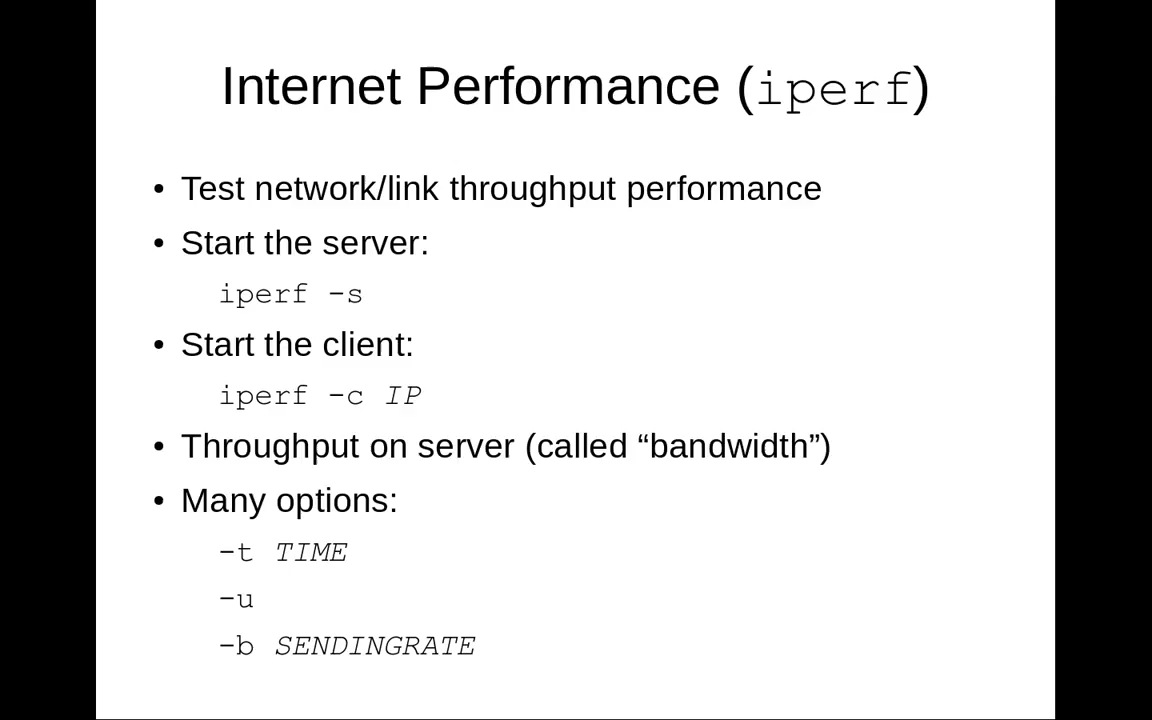 Internet Performance (iperf)
• Test network/link throughput performance
• Start the server:
iperf -s
• Start the client:
iperf -c IP
• Throughput on server (called “bandwidth”)
• Many options:
-t TIME
-u
-b SENDINGRATE